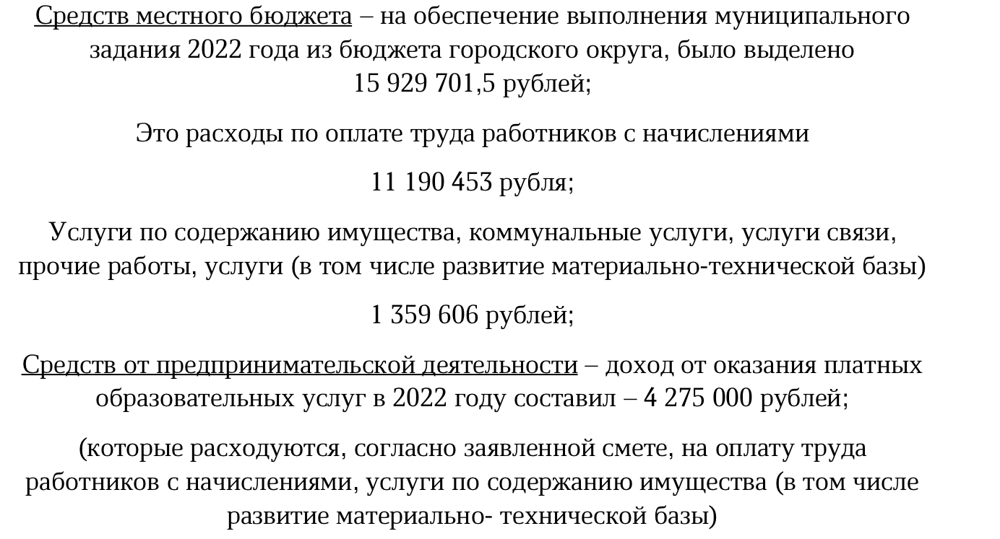 Средств местного бюджета – на обеспечение выполнения муниципального
задания 2022 года из бюджета городского округа, было выделено
15 929 701,5 рублей;
Это расходы по оплате труда работников с начислениями
11 190 453 рубля;
Услуги по содержанию имущества, коммунальные услуги, услуги связи,
прочие работы, услуги (в том числе развитие материально-технической базы)
1 359 606 рублей;
Средств от предпринимательской деятельности – доход от оказания платных
образовательных услуг в 2022 году составил – 4 275 000 рублей;
(которые расходуются, согласно заявленной смете, на оплату труда
работников с начислениями, услуги по содержанию имущества (в том числе
развитие материально- технической базы)